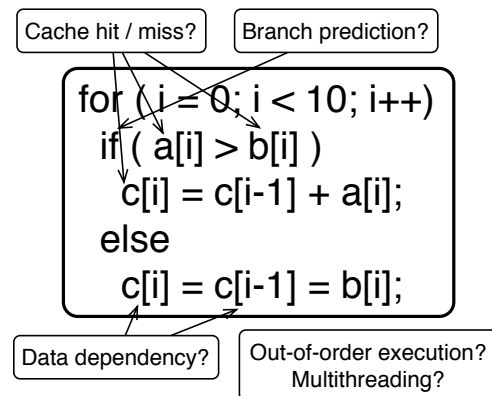 Cache hit / miss?
Branch prediction?
for ( i = 0; i < 10; i++)
if ( a[i] > b[i] )
c[i] = c[i-1] + a[i];
else
c[i] = c[i-1] = b[i];
Data dependency?
Out-of-order execution?
Multithreading?